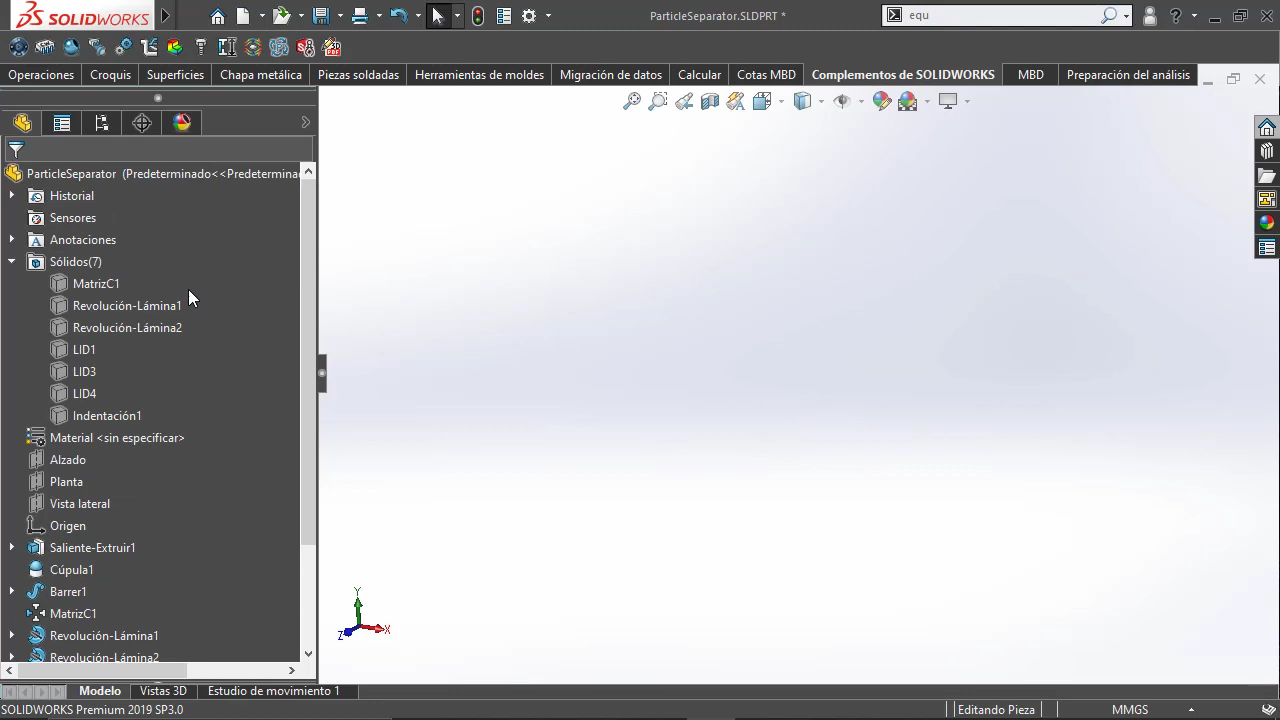 SOLIDWORKS
ParticleSeparator.SLDPRT *
equ
Operaciones
Croquis
Superficies
Chapa metálica
Piezas soldadas
Herramientas de moldes
Migración de datos
Calcular
Cotas MBD
Complementos de SOLIDWORKS
MBD
Preparación del análisis
ParticleSeparator (Predeterminado<<Predetermina
Historial
Sensores
Anotaciones
Sólidos(7)
MatrizC1
Revolución-Lámina1
Revolución-Lámina2
LID1
LID3
LID4
Indentación1
Material <sin especificar>
Alzado
Planta
Vista lateral
Origen
Saliente-Extruir1
Cúpula1
Barrer1
MatrizC1
Revolución-Lámina1
Revolución-Lámina2
Y
Z
X
Modelo
Vistas 3D
Estudio de movimiento 1
SOLIDWORKS Premium 2019 SP3.0
Editando Pieza
MMGS